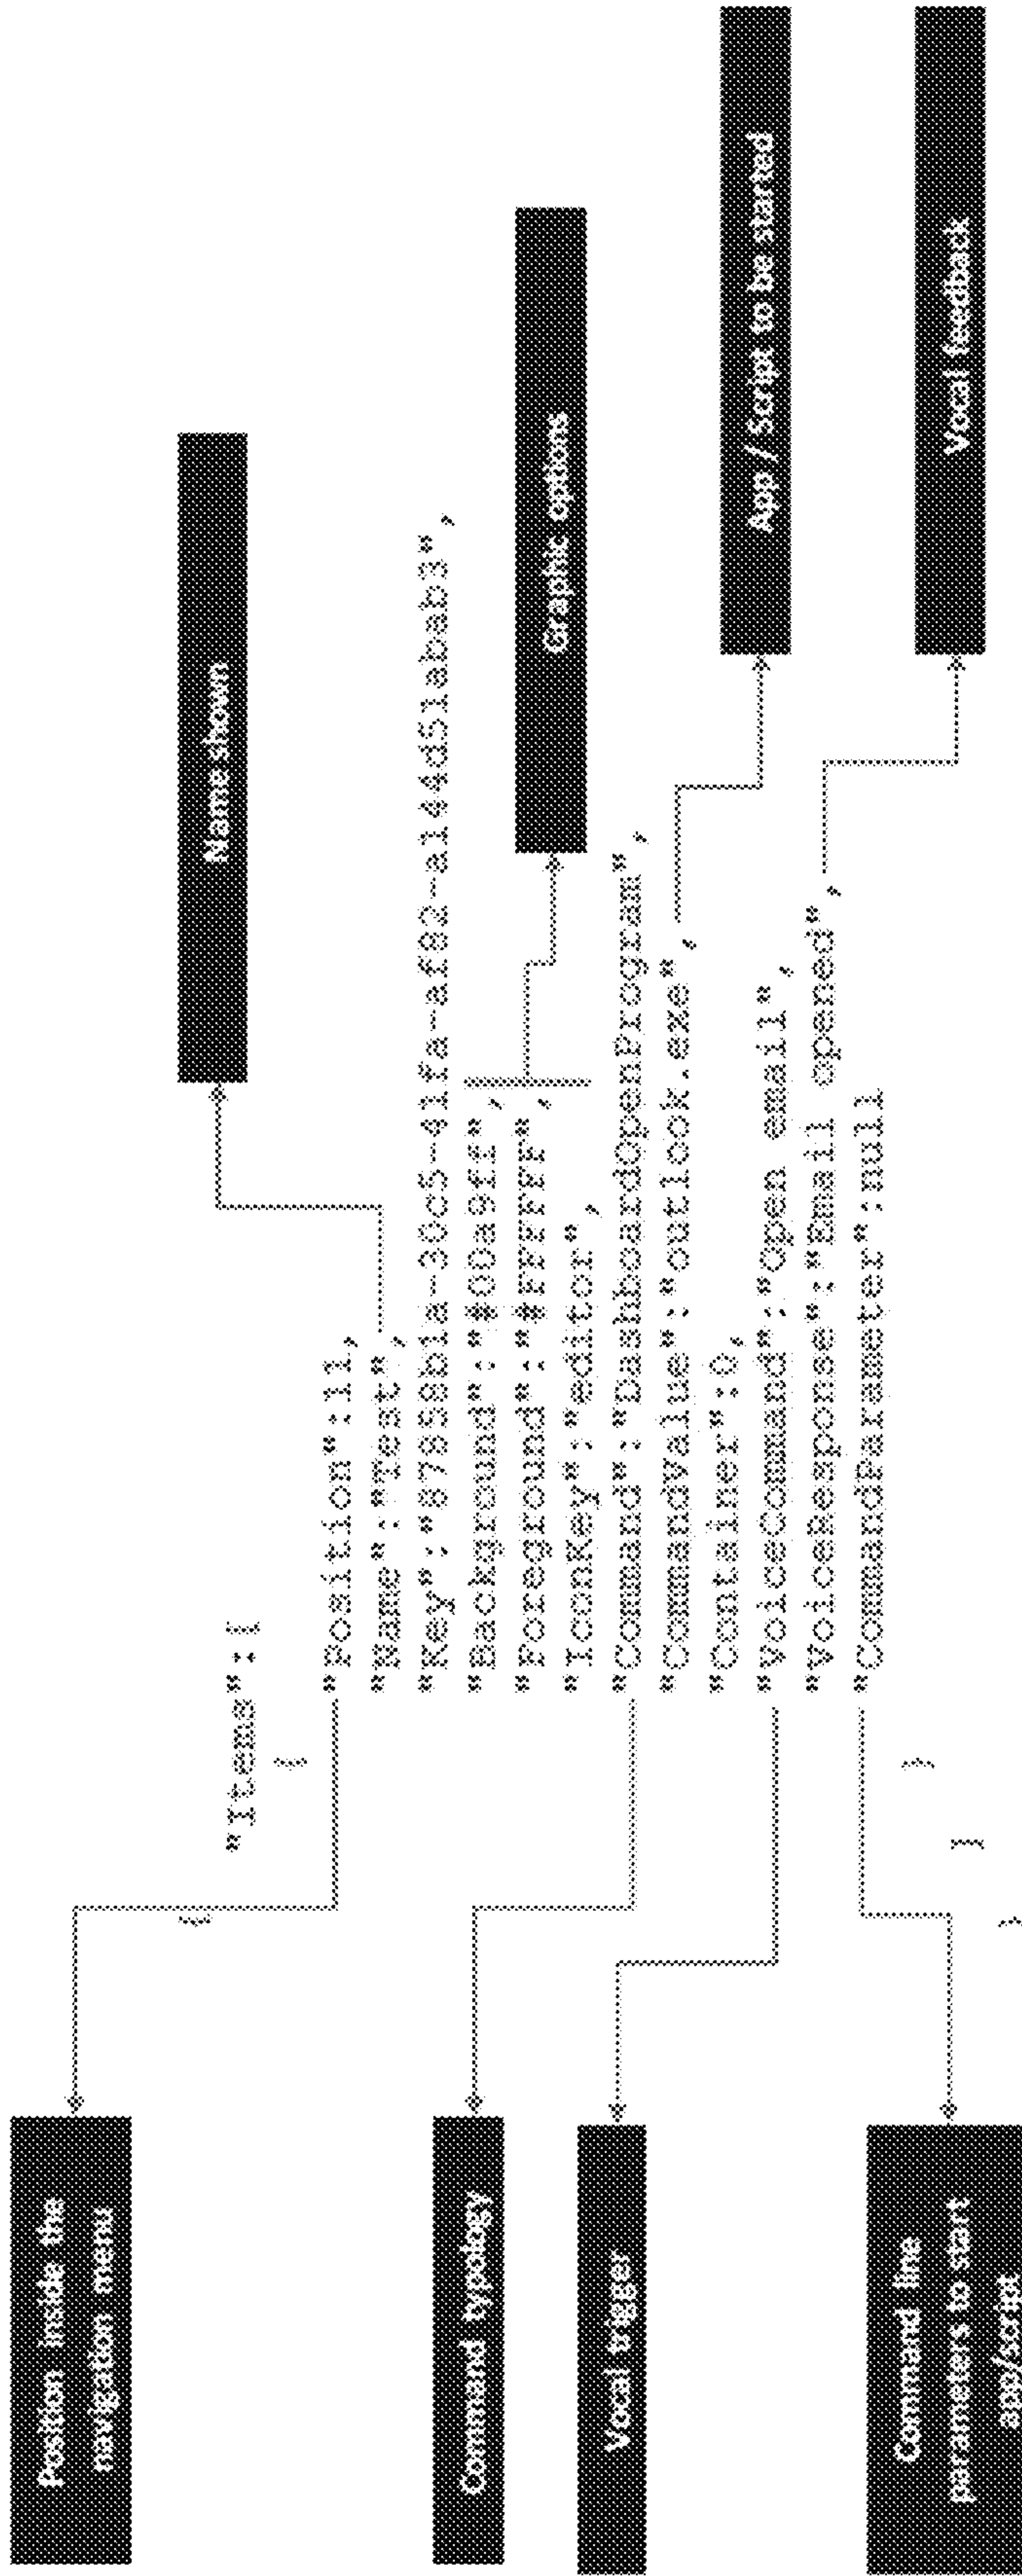 Position inside the
navigation menu
{
Name shown
"Items":[
{
"Position":11,
"Name":"Test",
"Key":"87858b1a-30c5-41fa-af82-a144d51abab3",
"Background":"#00a9ff",
"Foreground":"#FFFFFF",
Graphic options
"IconKey":"editor",
Command typology
"Command":"DashboardOpenProgram",
"CommandValue":"outlook.exe",
App / Script to be started
"Container":0,
Vocal trigger
"VoiceCommand":"Open email",
"VoiceResponse":"Email opened",
Vocal feedback
"CommandParameter":null
}
]
}
Command line
parameters to start
app/script